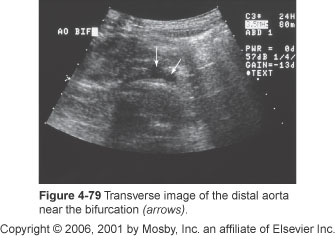 AO BIF
C3* 24H
80m
ABD 1
PWR = 0d
57dB 1/4/
GAIN=-13d
*TEXT
Figure 4-79 Transverse image of the distal aorta
near the bifurcation (arrows).
Copyright © 2006, 2001 by Mosby, Inc. an affiliate of Elsevier Inc.